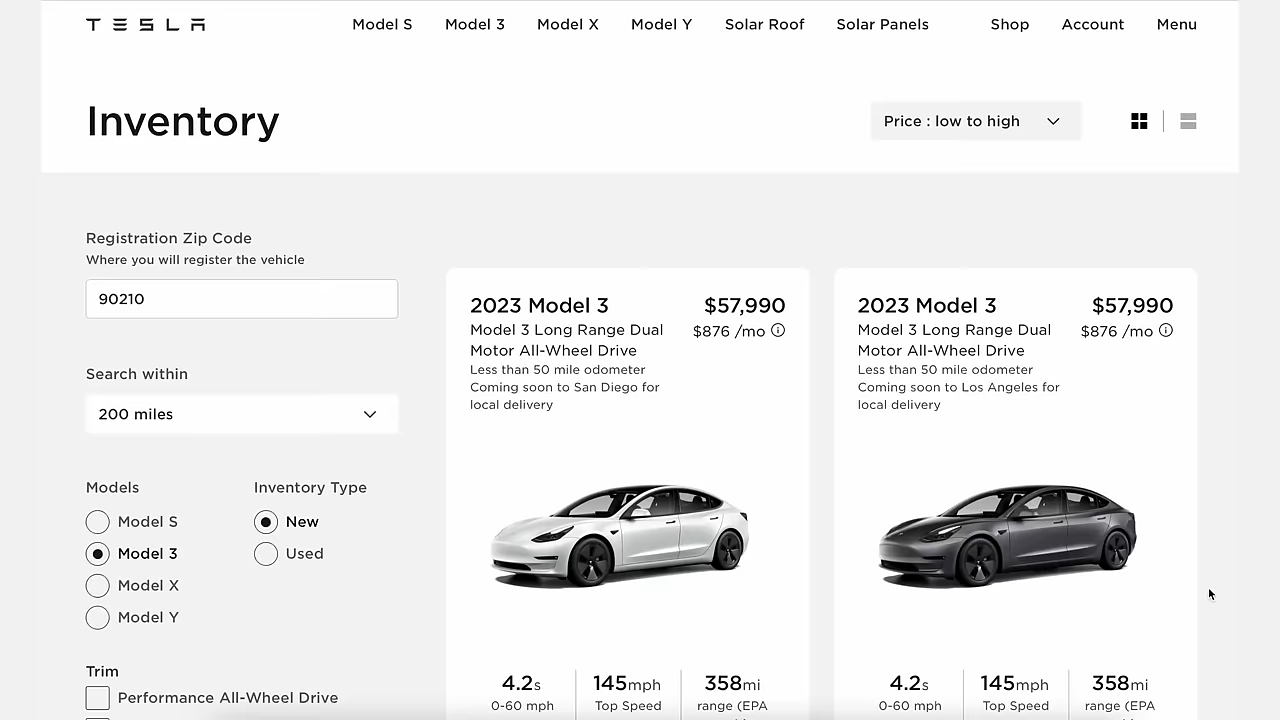 TESLA
Model S Model 3 Model X Model Y Solar Roof Solar Panels Shop Account Menu
Inventory
Price : low to high
Registration Zip Code
Where you will register the vehicle
90210
Search within
200 miles
Models
Model S
Model 3
Model X
Model Y
Inventory Type
New
Used
Trim
Performance All-Wheel Drive
2023 Model 3 $57,990
Model 3 Long Range Dual $876 /mo
Motor All-Wheel Drive
Less than 50 mile odometer
Coming soon to San Diego for
local delivery
4.2s 145mph 358mi
0-60 mph Top Speed range (EPA
2023 Model 3 $57,990
Model 3 Long Range Dual $876 /mo
Motor All-Wheel Drive
Less than 50 mile odometer
Coming soon to Los Angeles for
local delivery
4.2s 145mph 358mi
0-60 mph Top Speed range (EPA